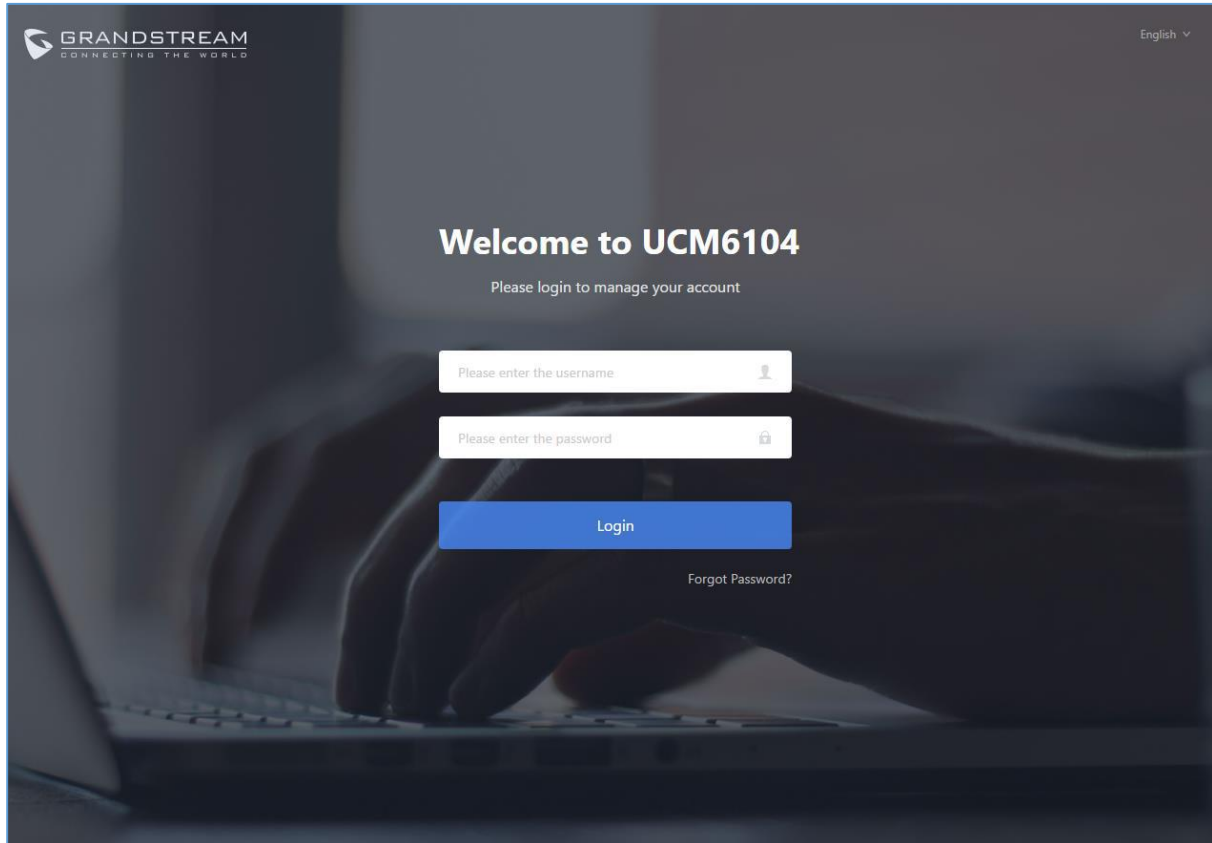 GRANDSTREAM
CONNECTING THE WORLD
English
Welcome to UCM6104
Please login to manage your account
Please enter the username
Please enter the password
Login
Forgot Password?